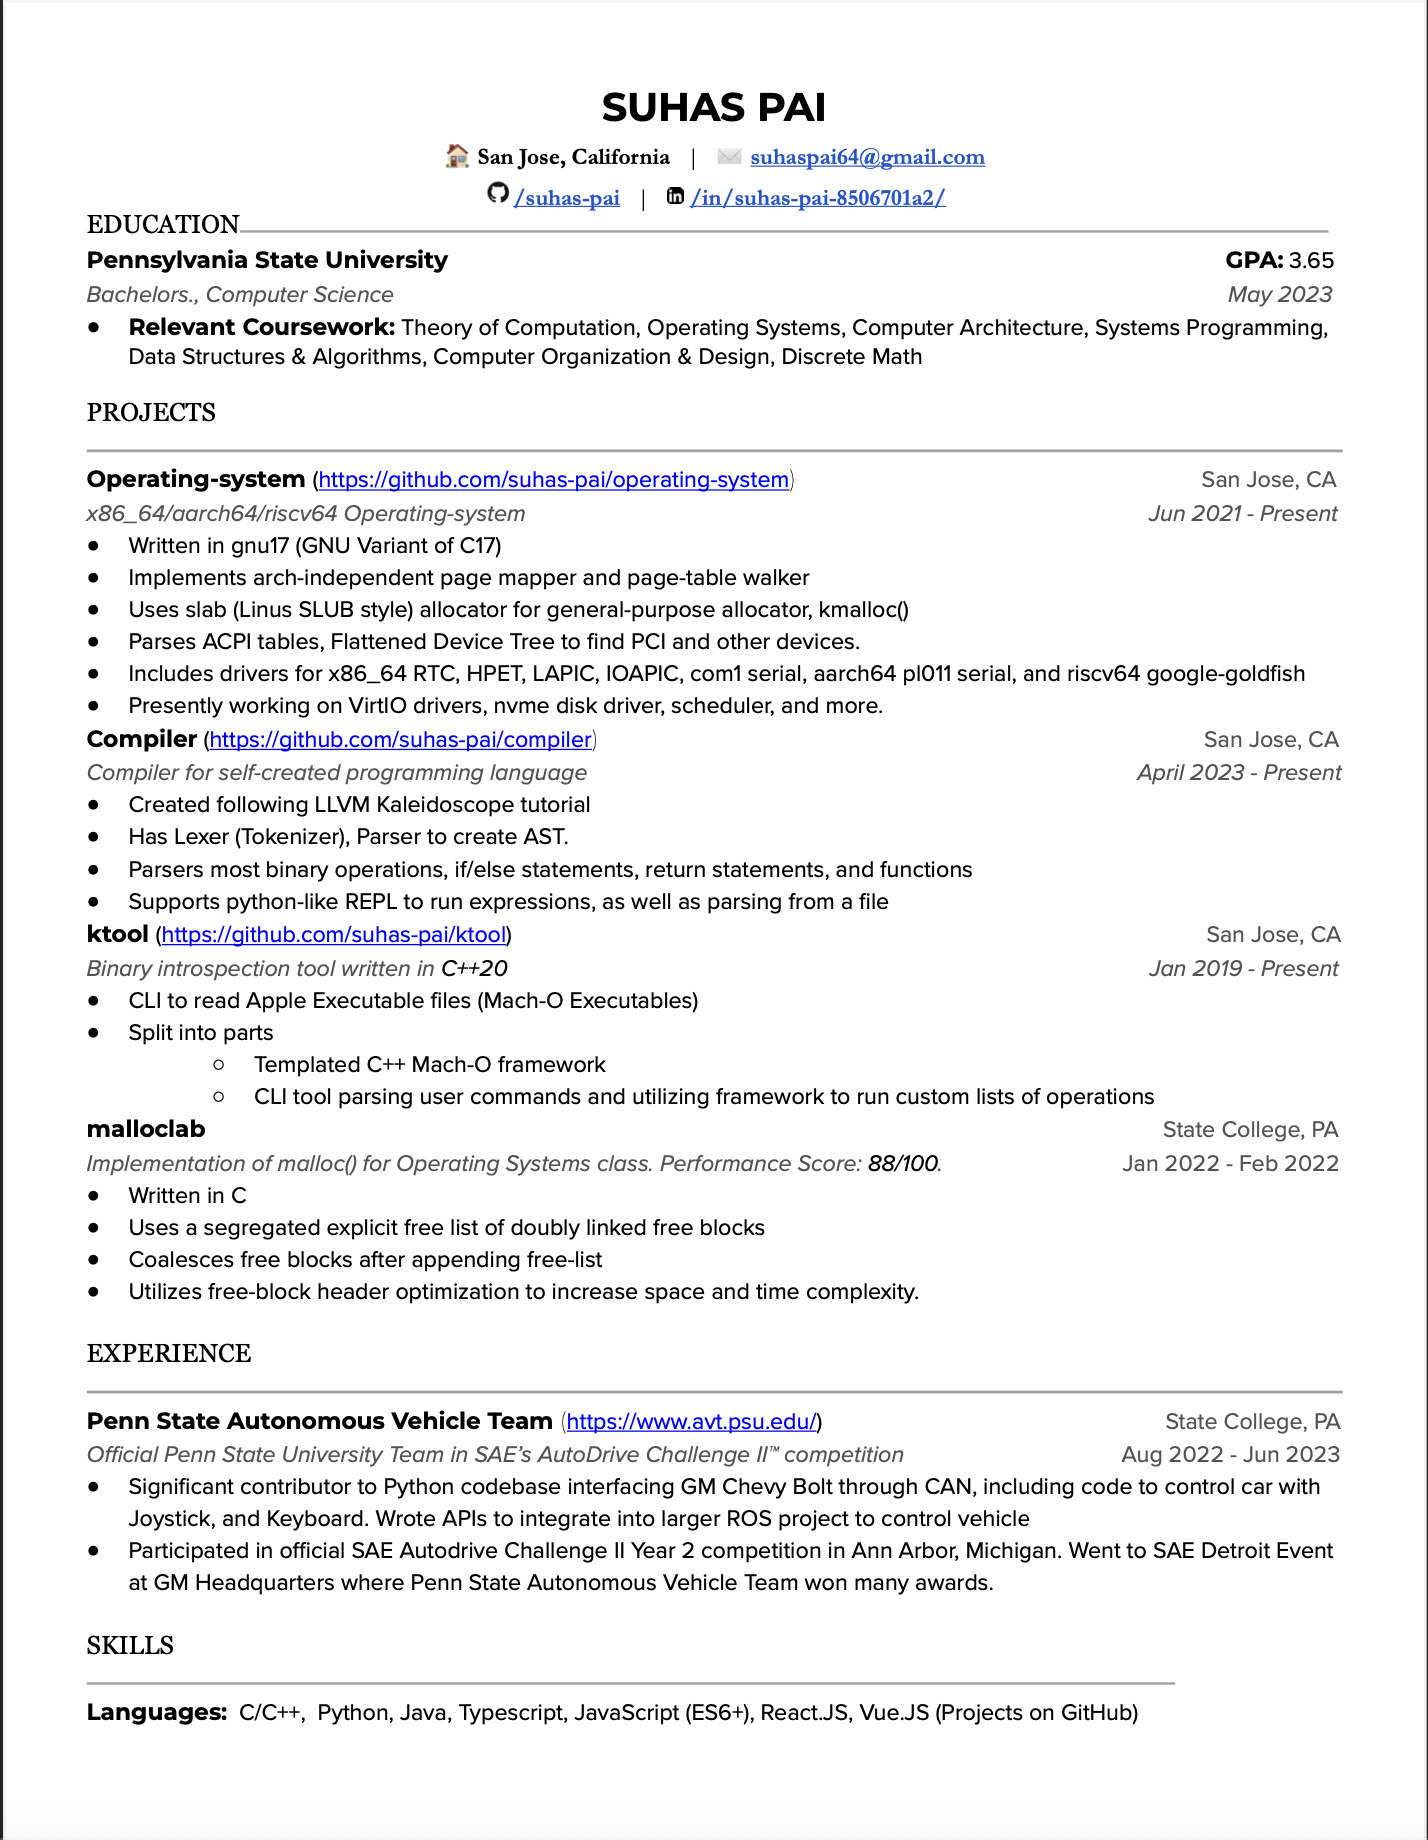 SUHAS PAI
San Jose, California | suhaspai64@gmail.com
/suhas-pai | /in/suhas-pai-8506701a2/
EDUCATION
Pennsylvania State University GPA: 3.65
Bachelors., Computer Science May 2023
● Relevant Coursework: Theory of Computation, Operating Systems, Computer Architecture, Systems Programming,
Data Structures & Algorithms, Computer Organization & Design, Discrete Math
PROJECTS
Operating-system (https://github.com/suhas-pai/operating-system) San Jose, CA
x86_64/aarch64/riscv64 Operating-system Jun 2021 - Present
● Written in gnu17 (GNU Variant of C17)
● Implements arch-independent page mapper and page-table walker
● Uses slab (Linus SLUB style) allocator for general-purpose allocator, kmalloc()
● Parses ACPI tables, Flattened Device Tree to find PCI and other devices.
● Includes drivers for x86_64 RTC, HPET, LAPIC, IOAPIC, com1 serial, aarch64 pl011 serial, and riscv64 google-goldfish
● Presently working on VirtIO drivers, nvme disk driver, scheduler, and more.
Compiler (https://github.com/suhas-pai/compiler) San Jose, CA
Compiler for self-created programming language April 2023 - Present
● Created following LLVM Kaleidoscope tutorial
● Has Lexer (Tokenizer), Parser to create AST.
● Parsers most binary operations, if/else statements, return statements, and functions
● Supports python-like REPL to run expressions, as well as parsing from a file
ktool (https://github.com/suhas-pai/ktool) San Jose, CA
Binary introspection tool written in C++20 Jan 2019 - Present
● CLI to read Apple Executable files (Mach-O Executables)
● Split into parts
○ Templated C++ Mach-O framework
○ CLI tool parsing user commands and utilizing framework to run custom lists of operations
malloclab State College, PA
Implementation of malloc() for Operating Systems class. Performance Score: 88/100. Jan 2022 - Feb 2022
● Written in C
● Uses a segregated explicit free list of doubly linked free blocks
● Coalesces free blocks after appending free-list
● Utilizes free-block header optimization to increase space and time complexity.
EXPERIENCE
Penn State Autonomous Vehicle Team (https://www.avt.psu.edu/) State College, PA
Official Penn State University Team in SAE’s AutoDrive Challenge II™ competition Aug 2022 - Jun 2023
● Significant contributor to Python codebase interfacing GM Chevy Bolt through CAN, including code to control car with
Joystick, and Keyboard. Wrote APIs to integrate into larger ROS project to control vehicle
● Participated in official SAE Autodrive Challenge II Year 2 competition in Ann Arbor, Michigan. Went to SAE Detroit Event
at GM Headquarters where Penn State Autonomous Vehicle Team won many awards.
SKILLS
Languages: C/C++, Python, Java, Typescript, JavaScript (ES6+), React.JS, Vue.JS (Projects on GitHub)